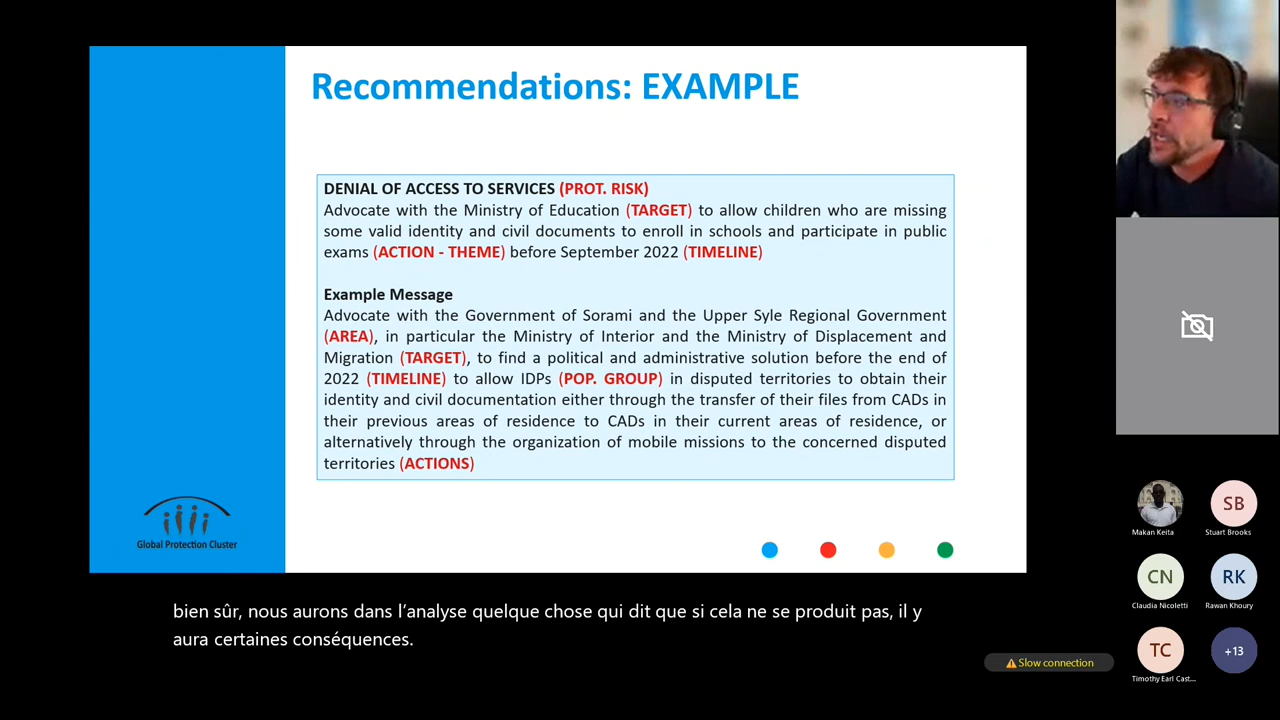 Recommendations: EXAMPLE
DENIAL OF ACCESS TO SERVICES (PROT. RISK)
Advocate with the Ministry of Education (TARGET) to allow children who are missing
some valid identity and civil documents to enroll in schools and participate in public
exams (ACTION - THEME) before September 2022 (TIMELINE)
Example Message
Advocate with the Government of Sorami and the Upper Syle Regional Government
(AREA), in particular the Ministry of Interior and the Ministry of Displacement and
Migration (TARGET), to find a political and administrative solution before the end of
2022 (TIMELINE) to allow IDPs (POP. GROUP) in disputed territories to obtain their
identity and civil documentation either through the transfer of their files from CADs in
their previous areas of residence to CADs in their current areas of residence, or
alternatively through the organization of mobile missions to the concerned disputed
territories (ACTIONS)
Global Protection Cluster
bien sûr, nous aurons dans l'analyse quelque chose qui dit que si cela ne se produit pas, il y
aura certaines conséquences.
Slow connection
Makan Keita
SB
Stuart Brooks
CN
Claudia Nicoletti
RK
Rawan Khoury
TC
Timothy Earl Cast...
+13